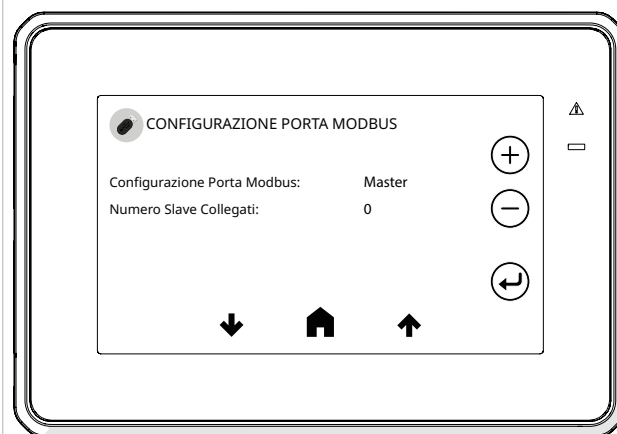 CONFIGURAZIONE PORTA MODBUS
Configurazione Porta Modbus: Master
Numero Slave Collegati: 0